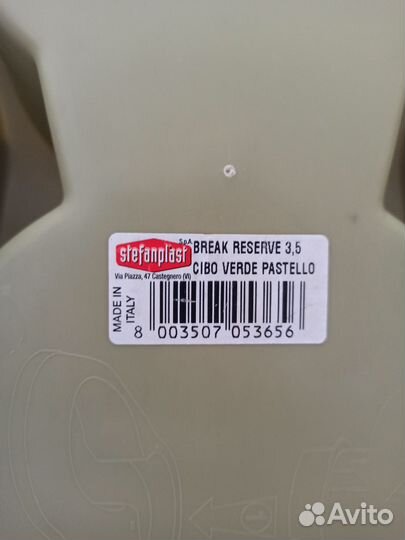 stefanplast
S.p.A.
BREAK RESERVE 3,5
CIBO VERDE PASTELLO
Via Piazza, 47 Castegnero (VI)
MADE IN
ITALY
8 003507 053656
1
Avito